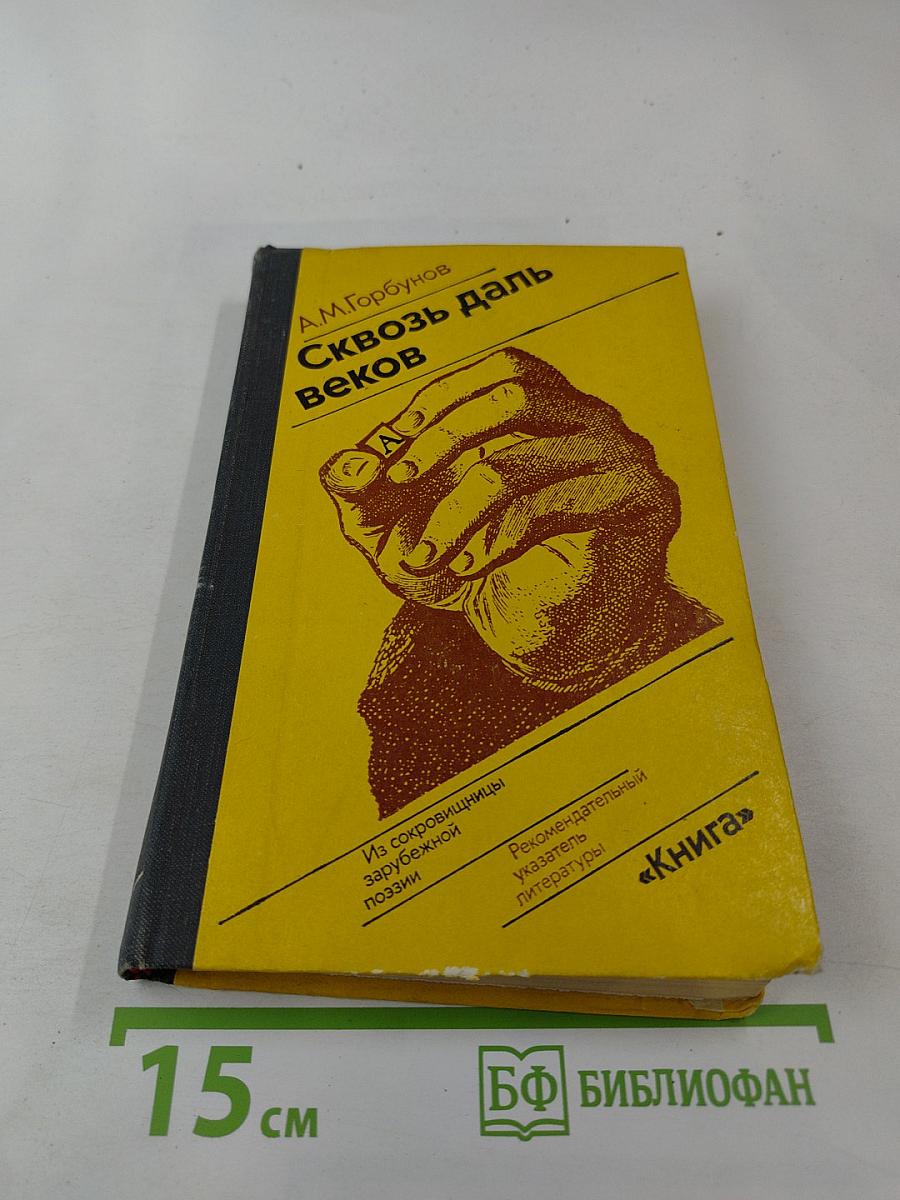 А.М.Горбунов
Сквозь даль
веков
А
Из сокровищницы
зарубежной
поэзии
Рекомендательный
указатель
литературы
«Книга»
15 см
БФ БИБЛИОФАН